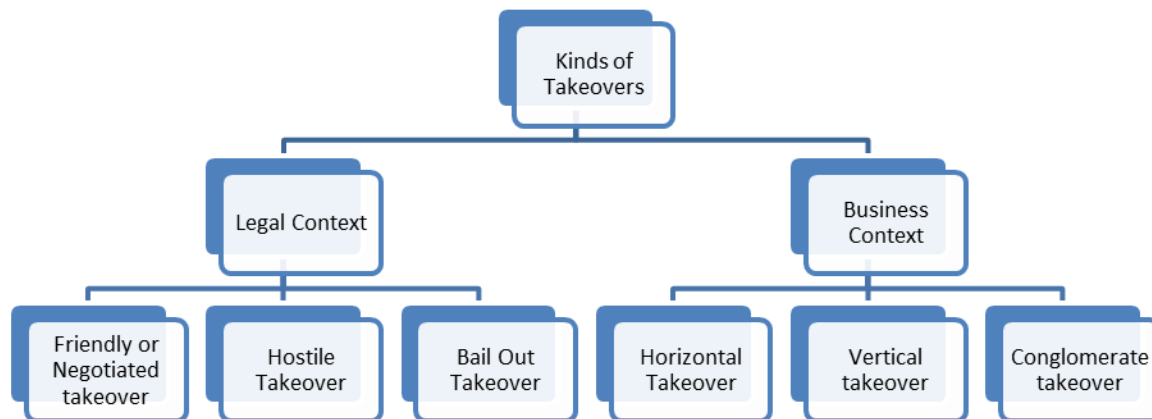 Kinds of
Takeovers
Legal Context
Business
Context
Friendly or
Negotiated
takeover
Hostile
Takeover
Bail Out
Takeover
Horizontal
Takeover
Vertical
takeover
Conglomerate
takeover